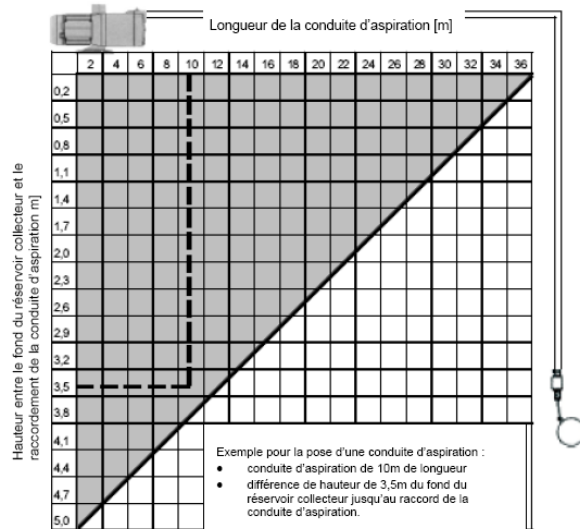 Longueur de la conduite d'aspiration [m]
2 4 6 8 10 12 14 16 18 20 22 24 26 28 30 32 34 36
Hauteur entre le fond du réservoir collecteur et le
raccordement de la conduite d'aspiration m]
0,2
0,5
0,8
1,1
1,4
1,7
2,0
2,3
2,6
2,9
3,2
3,5
3,8
4,1
4,4
4,7
5,0
Exemple pour la pose d'une conduite d'aspiration :
• conduite d'aspiration de 10m de longueur
• différence de hauteur de 3,5m du fond du
réservoir collecteur jusqu'au raccord de la
conduite d'aspiration.